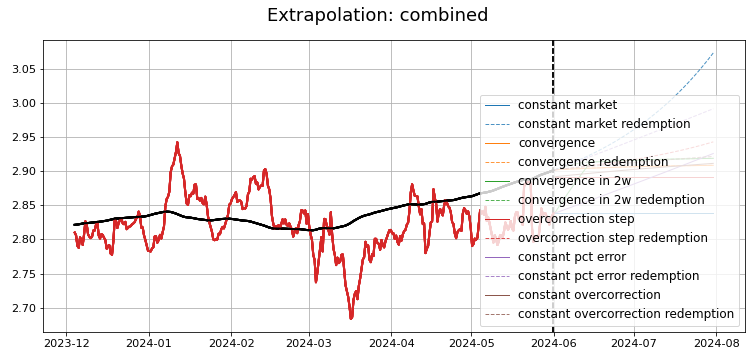 Extrapolation: combined
3.05
3.00
2.95
2.90
2.85
2.80
2.75
2.70
constant market
constant market redemption
convergence
convergence redemption
convergence in 2w
convergence in 2w redemption
overcorrection step
overcorrection step redemption
constant pct error
constant pct error redemption
constant overcorrection
constant overcorrection redemption
2023-12 2024-01 2024-02 2024-03 2024-04 2024-05 2024-06 2024-07 2024-08